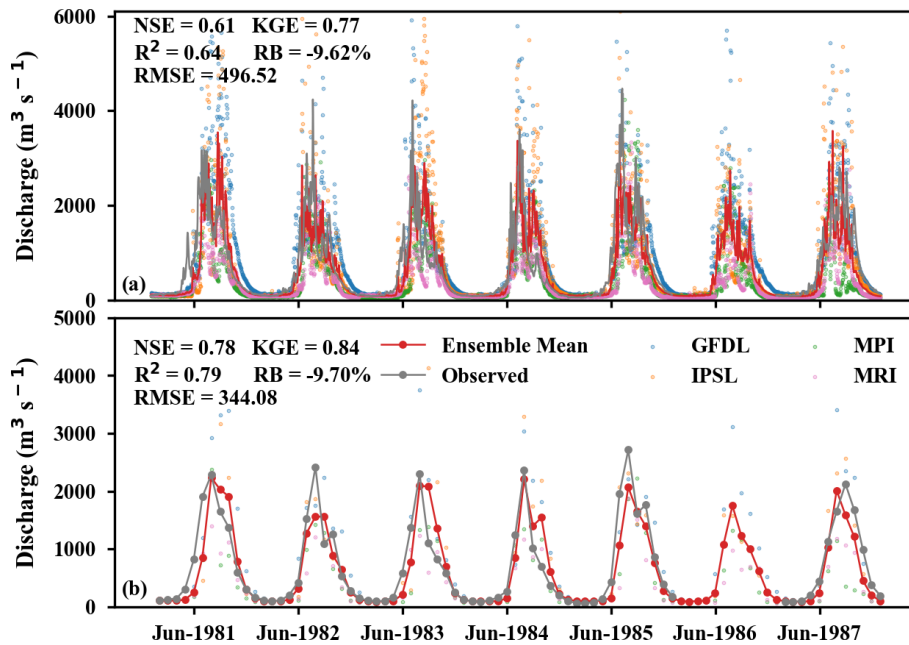 6000
4000
2000
0
Discharge (m³ s⁻¹)
NSE = 0.61 KGE = 0.77
R² = 0.64 RB = -9.62%
RMSE = 496.52
(a)
5000
4000
3000
2000
1000
0
Discharge (m³ s⁻¹)
NSE = 0.78 KGE = 0.84
R² = 0.79 RB = -9.70%
RMSE = 344.08
Ensemble Mean GFDL MPI
Observed IPSL MRI
(b)
Jun-1981 Jun-1982 Jun-1983 Jun-1984 Jun-1985 Jun-1986 Jun-1987